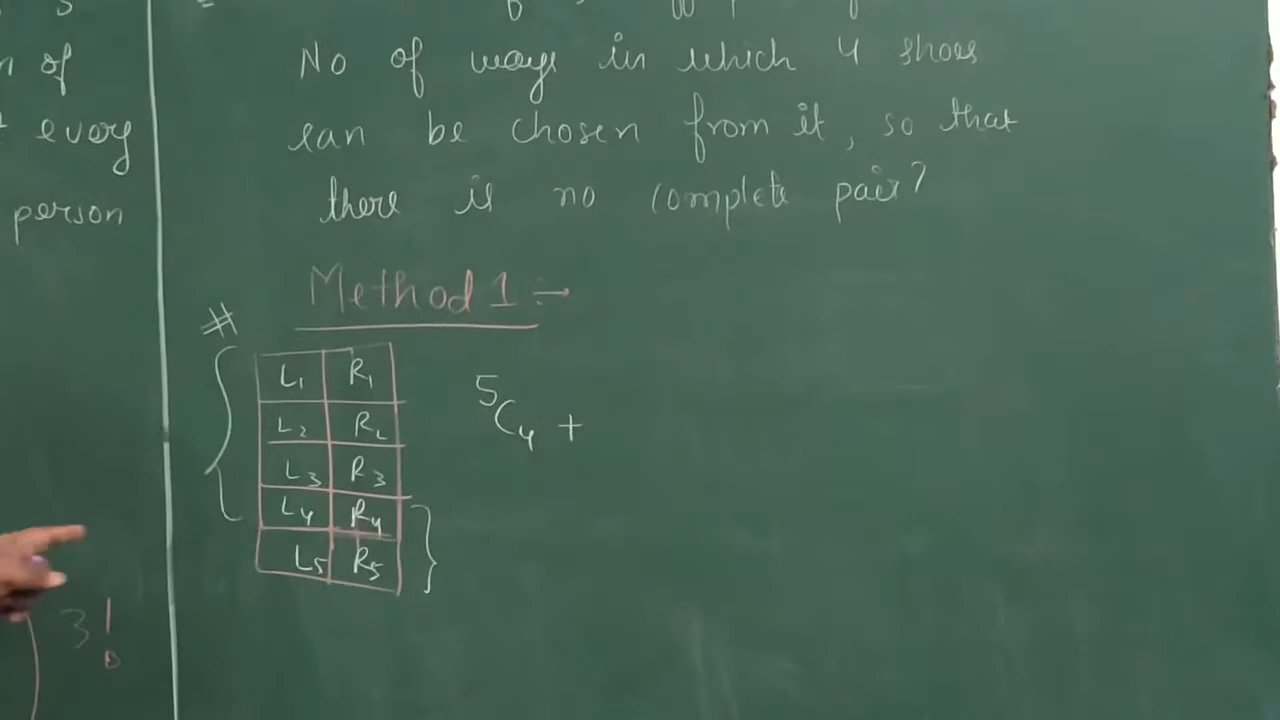 n of
every
person
3!
No of ways in which 4 shoes
can be chosen from it, so that
there is no complete pair?
Method 1 :-
#
L₁ R₁
L₂ R₂
L₃ R₃
L₄ R₄
L₅ R₅
⁵C₄ +